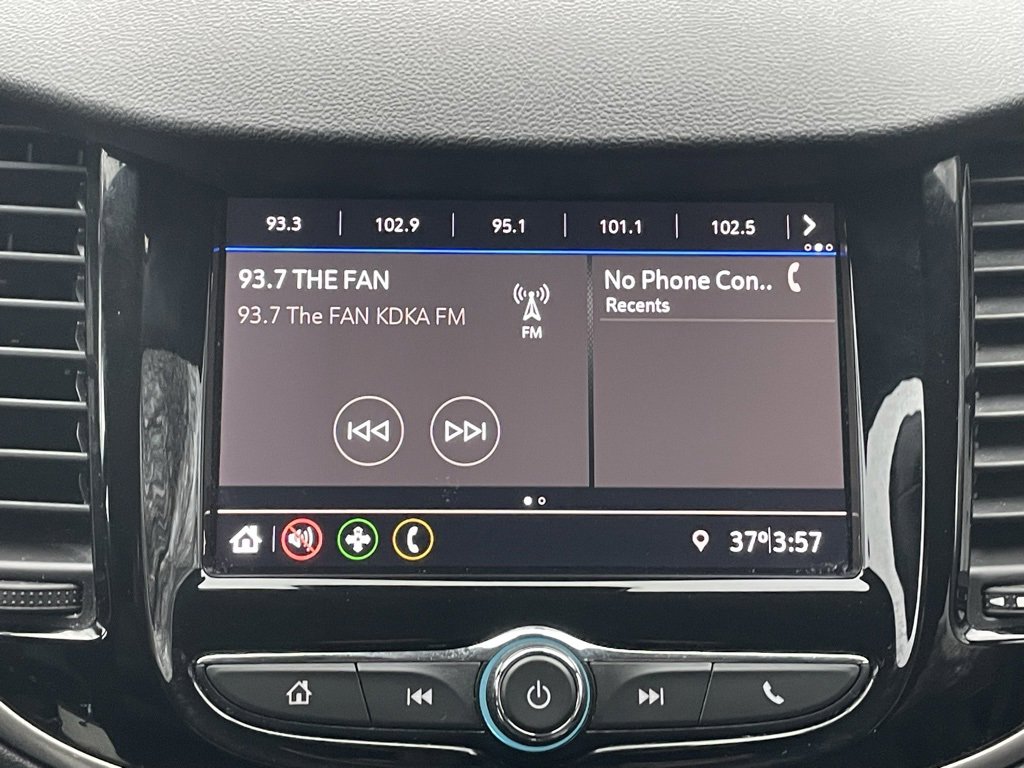 93.3 102.9 95.1 101.1 102.5
93.7 THE FAN
93.7 The FAN KDKA FM
FM
No Phone Con..
Recents
37° 3:57